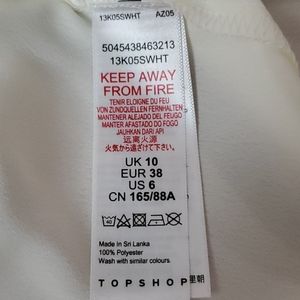 13K05SWHT AZ05
5045438463213
13K05SWHT
KEEP AWAY
FROM FIRE
TENIR ELOIGNE DU FEU
VON ZUNDQUELLEN FERNHALTEN
MANTENER ALEJADO DEL FUEGO
MANTER AFASTADO DO FOGO
JAUHKAN DARI API
远离火源
火気から遠ざけて下さい。
UK 10
EUR 38
US 6
CN 165/88A
40
Made in Sri Lanka
100% Polyester
Wash with similar colours
TOPSHOP